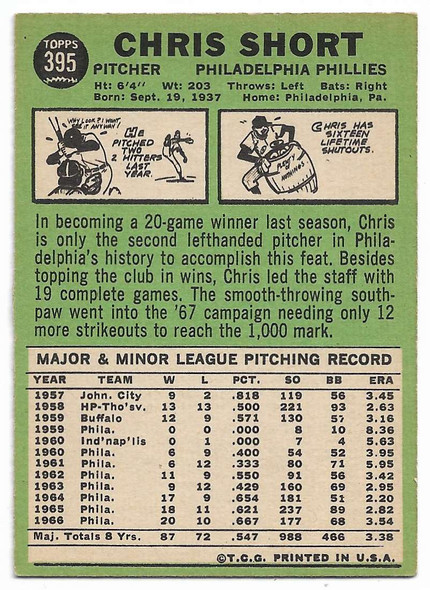 TOPPS
395
CHRIS SHORT
PITCHER PHILADELPHIA PHILLIES
Ht: 6'4" Wt: 203 Throws: Left Bats: Right
Born: Sept. 19, 1937 Home: Philadelphia, Pa.
WHY LOOK? I WON'T
SEE IT ANYWAY!
HE
PITCHED
TWO
2 HITTERS
LAST
YEAR.
CHRIS HAS
SIXTEEN
LIFETIME
SHUTOUTS.
PLENTY
O'
NOTHINGS
In becoming a 20-game winner last season, Chris
is only the second lefthanded pitcher in Phila-
delphia's history to accomplish this feat. Besides
topping the club in wins, Chris led the staff with
19 complete games. The smooth-throwing south-
paw went into the '67 campaign needing only 12
more strikeouts to reach the 1,000 mark.
MAJOR & MINOR LEAGUE PITCHING RECORD
YEAR TEAM W L PCT. SO BB ERA
1957 John. City 9 2 .818 119 56 3.45
1958 HP-Tho'sv. 13 13 .500 221 93 2.63
1959 Buffalo 12 9 .571 130 57 3.16
1959 Phila. 0 0 .000 8 10 8.36
1960 Ind'nap'lis 0 1 .000 7 4 5.63
1960 Phila. 6 9 .400 54 52 3.95
1961 Phila. 6 12 .333 80 71 5.95
1962 Phila. 11 9 .550 91 56 3.42
1963 Phila. 9 12 .429 160 69 2.95
1964 Phila. 17 9 .654 181 51 2.20
1965 Phila. 18 11 .621 237 89 2.82
1966 Phila. 20 10 .667 177 68 3.54
Maj. Totals 8 Yrs. 87 72 .547 988 466 3.38
©T.C.G. PRINTED IN U.S.A.